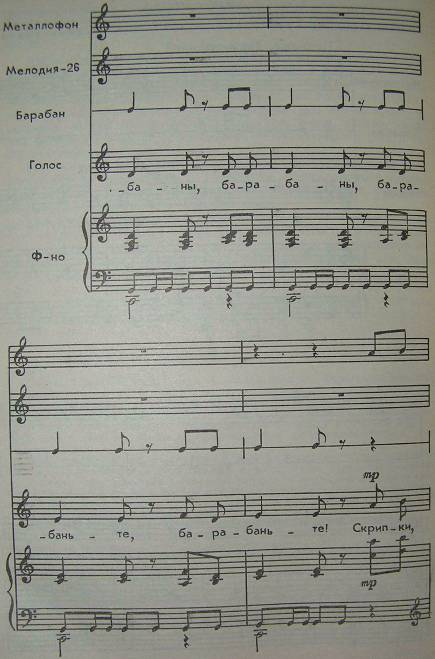 Металлофон
Мелодия-26
Барабан
Голос
..-ба - ны, ба-ра - ба - ны, ба-ра-
Ф-но
mp
-бань - те, ба - ра - бань - те! Скрип-ки,
mp